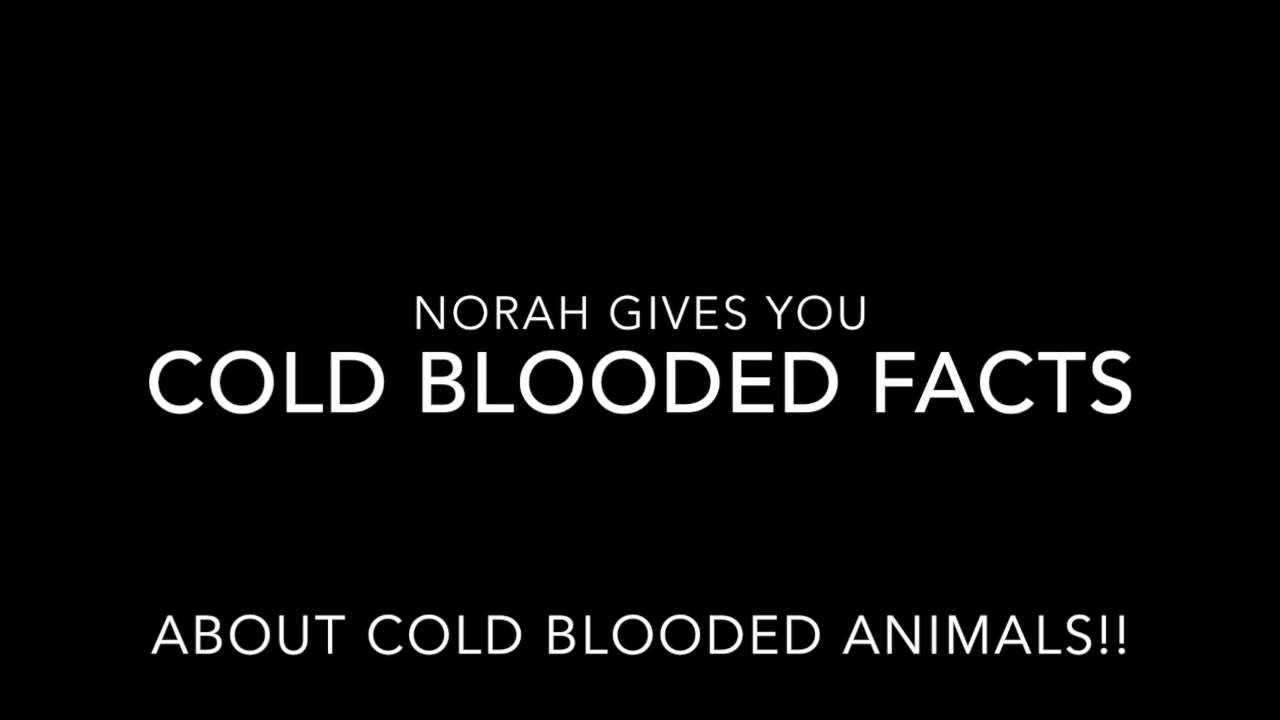 NORAH GIVES YOU
COLD BLOODED FACTS
ABOUT COLD BLOODED ANIMALS!!